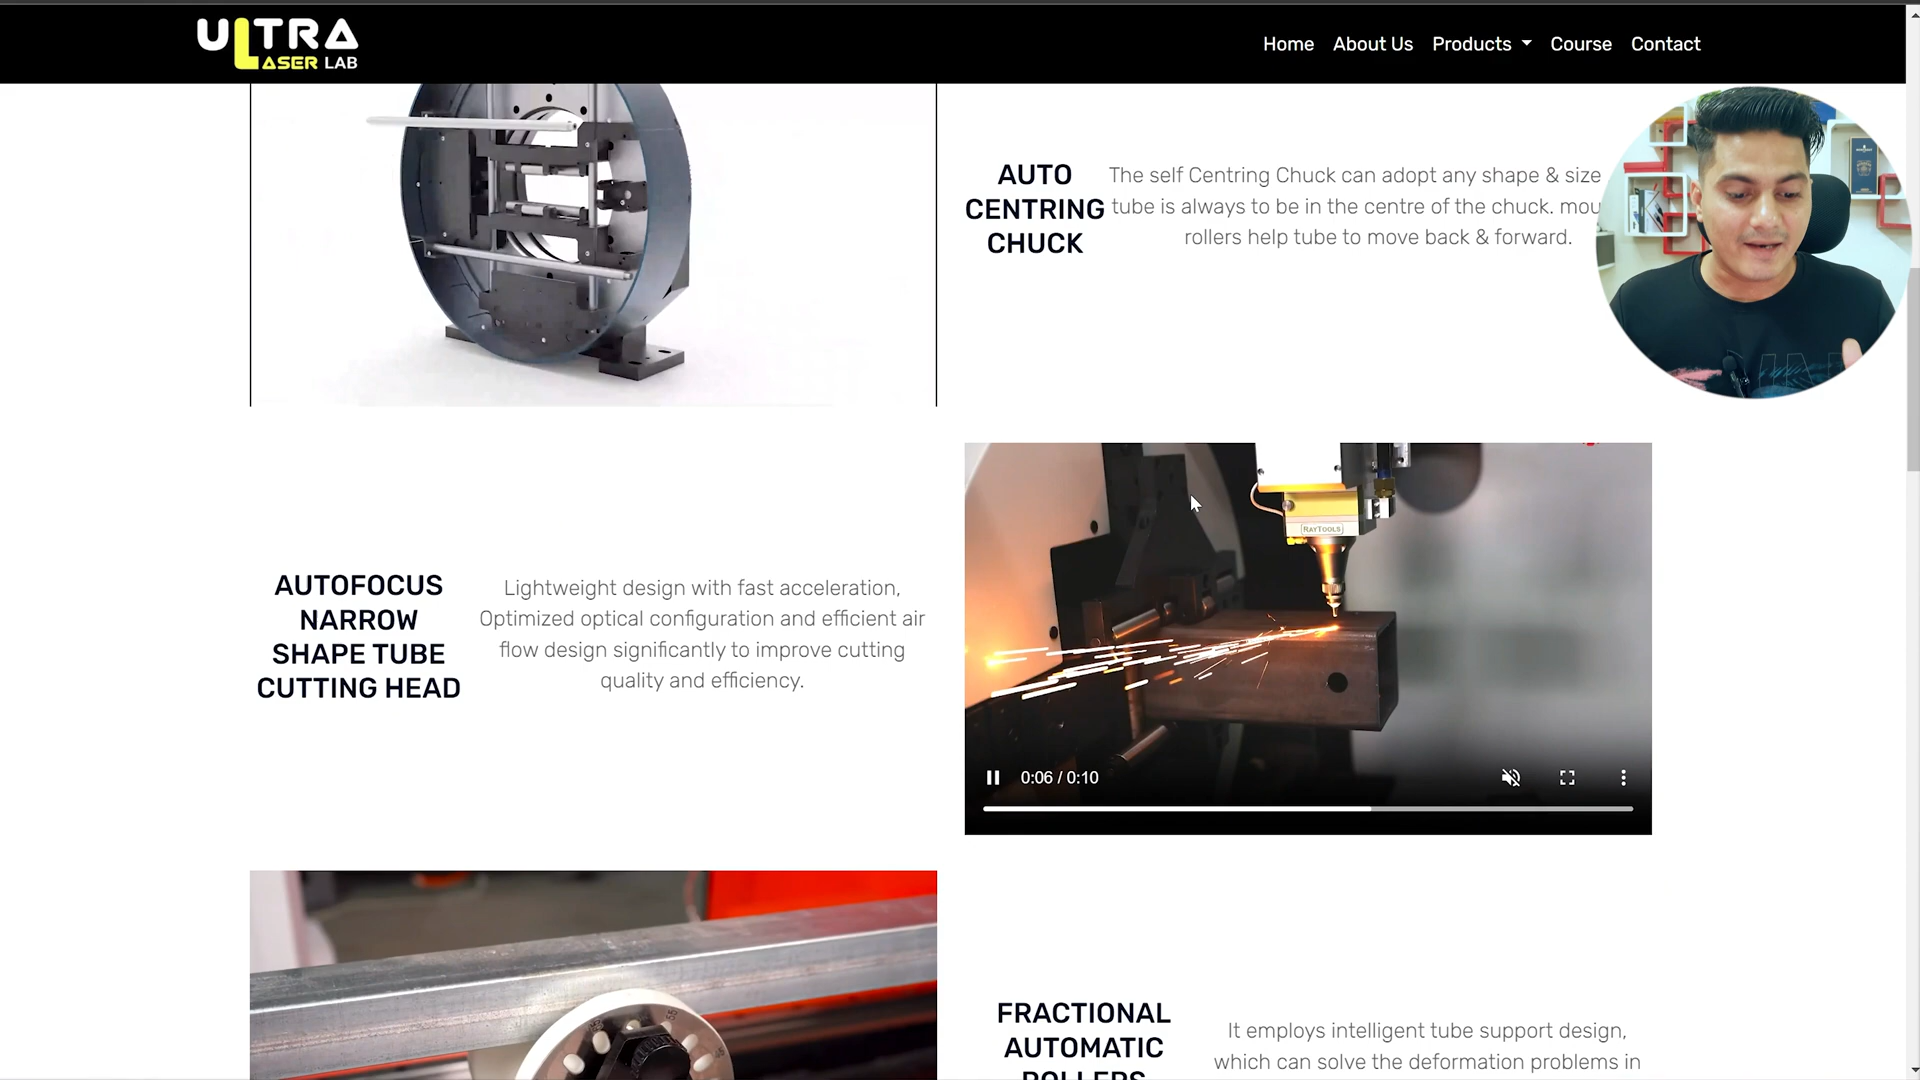 ULTRA
LASER LAB
Home About Us Products Course Contact
AUTO
CENTRING
CHUCK
The self Centring Chuck can adopt any shape & size
tube is always to be in the centre of the chuck. mou
rollers help tube to move back & forward.
AUTOFOCUS
NARROW
SHAPE TUBE
CUTTING HEAD
Lightweight design with fast acceleration,
Optimized optical configuration and efficient air
flow design significantly to improve cutting
quality and efficiency.
RAYTOOLS
0:06 / 0:10
FRACTIONAL
AUTOMATIC
ROLLERS
It employs intelligent tube support design,
which can solve the deformation problems in